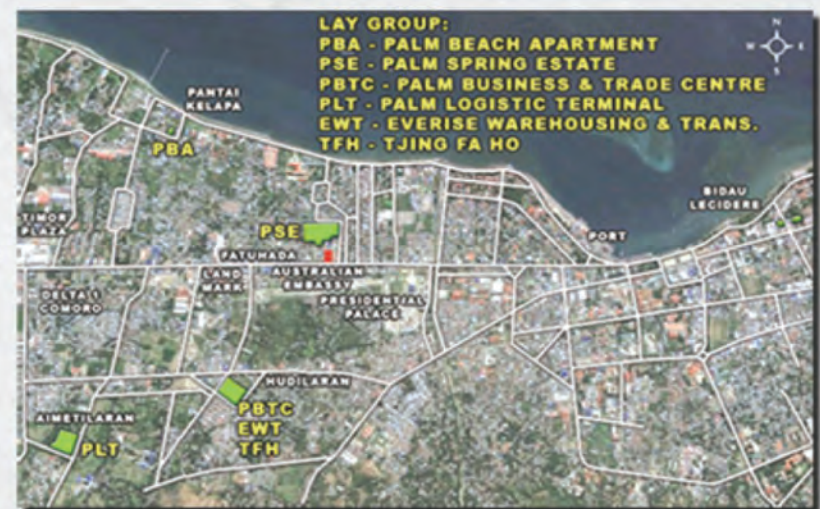 LAY GROUP:
PBA - PALM BEACH APARTMENT
PSE - PALM SPRING ESTATE
PBTC - PALM BUSINESS & TRADE CENTRE
PLT - PALM LOGISTIC TERMINAL
EWT - EVERISE WAREHOUSING & TRANS.
TFH - TJING FA HO
N
W E
S
PANTAI
KELAPA
PBA
BIDAU
LECIDERE
TIMOR
PLAZA
PSE
PORT
FATUHADA
LAND
MARK
AUSTRALIAN
EMBASSY
PRESIDENTIAL
PALACE
DELTA 1
COMORO
HUDILARAN
PBTC
EWT
TFH
AIMETILARAN
PLT